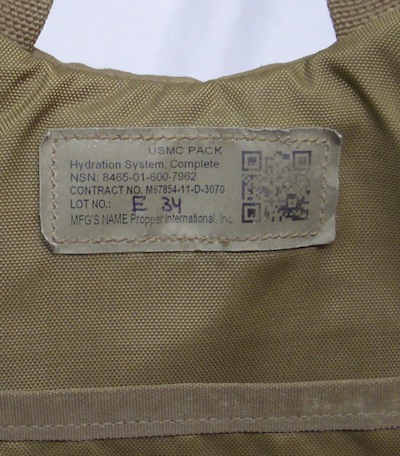 USMC PACK
Hydration System, Complete
NSN: 8465-01-600-7962
CONTRACT NO. M67854-11-D-3070
LOT NO.: E 34
MFG'S NAME Propper International, Inc.